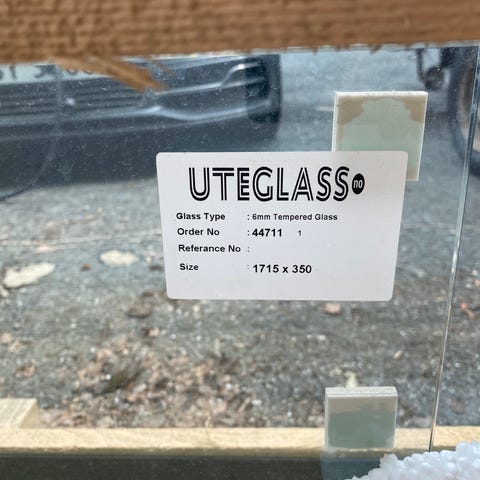 UTEGLASS.no
Glass Type : 6mm Tempered Glass
Order No : 44711 1
Referance No :
Size : 1715 x 350